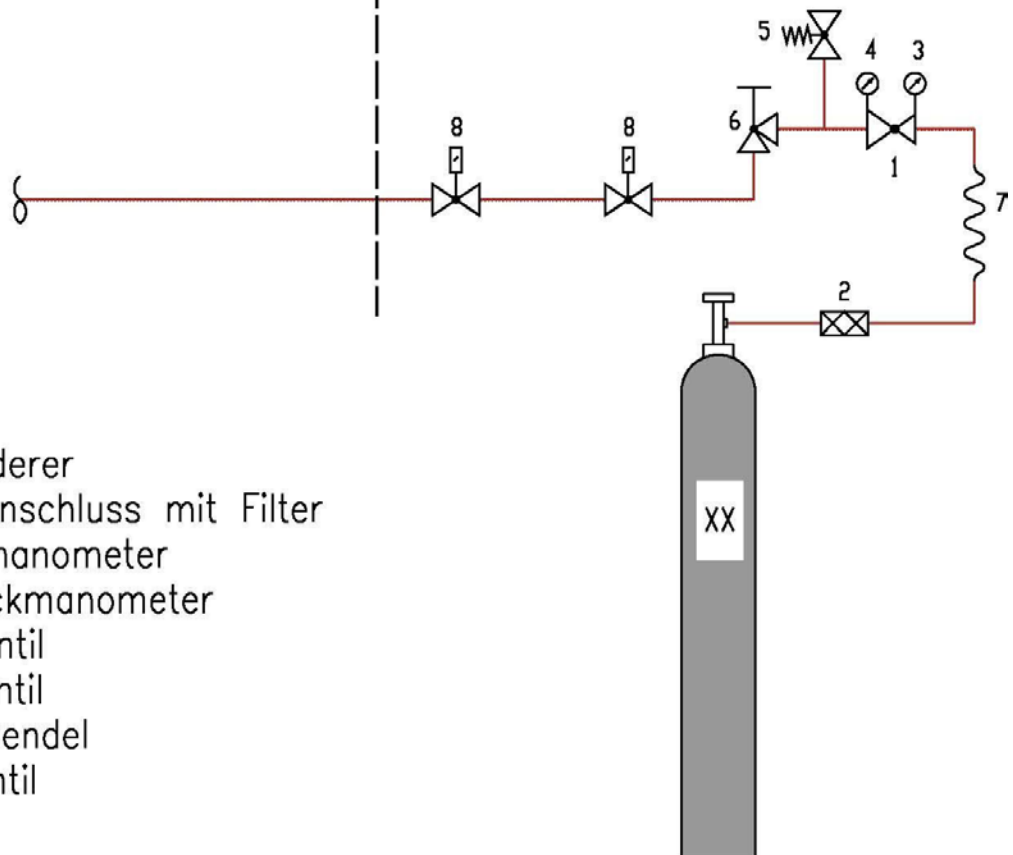 5
4 3
6
8 8
1
7
2
derer
nschluss mit Filter
nanometer
ckmanometer
ntil
ntil
endel
ntil
XX